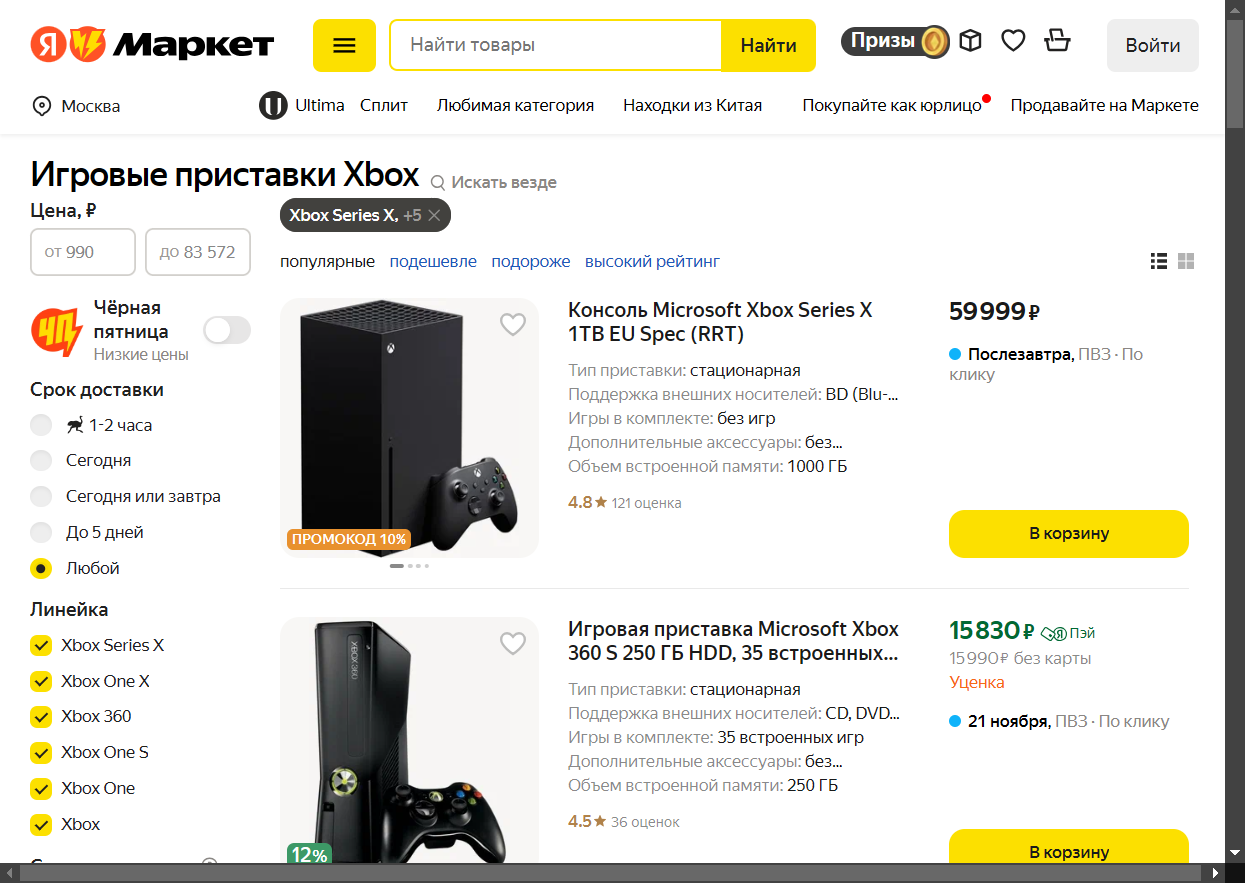 Я Маркет
Найти товары
Найти
Призы
Войти
Москва
Ultima
Сплит
Любимая категория
Находки из Китая
Покупайте как юрлицо
Продавайте на Маркете
Игровые приставки Xbox
Искать везде
Цена, ₽
от 990
до 83 572
Чёрная
пятница
Низкие цены
ЧП
Срок доставки
1-2 часа
Сегодня
Сегодня или завтра
До 5 дней
Любой
Линейка
Xbox Series X
Xbox One X
Xbox 360
Xbox One S
Xbox One
Xbox
Xbox Series X, +5
популярные
подешевле
подороже
высокий рейтинг
ПРОМОКОД 10%
Консоль Microsoft Xbox Series X
1TB EU Spec (RRT)
Тип приставки: стационарная
Поддержка внешних носителей: BD (Blu-...
Игры в комплекте: без игр
Дополнительные аксессуары: без...
Объем встроенной памяти: 1000 ГБ
4.8★ 121 оценка
59 999 ₽
Послезавтра, ПВЗ · По
клику
В корзину
XBOX360
12%
Игровая приставка Microsoft Xbox
360 S 250 ГБ HDD, 35 встроенных...
Тип приставки: стационарная
Поддержка внешних носителей: CD, DVD...
Игры в комплекте: 35 встроенных игр
Дополнительные аксессуары: без...
Объем встроенной памяти: 250 ГБ
4.5★ 36 оценок
15 830 ₽ Я Пэй
15 990 ₽ без карты
Уценка
21 ноября, ПВЗ · По клику
В корзину